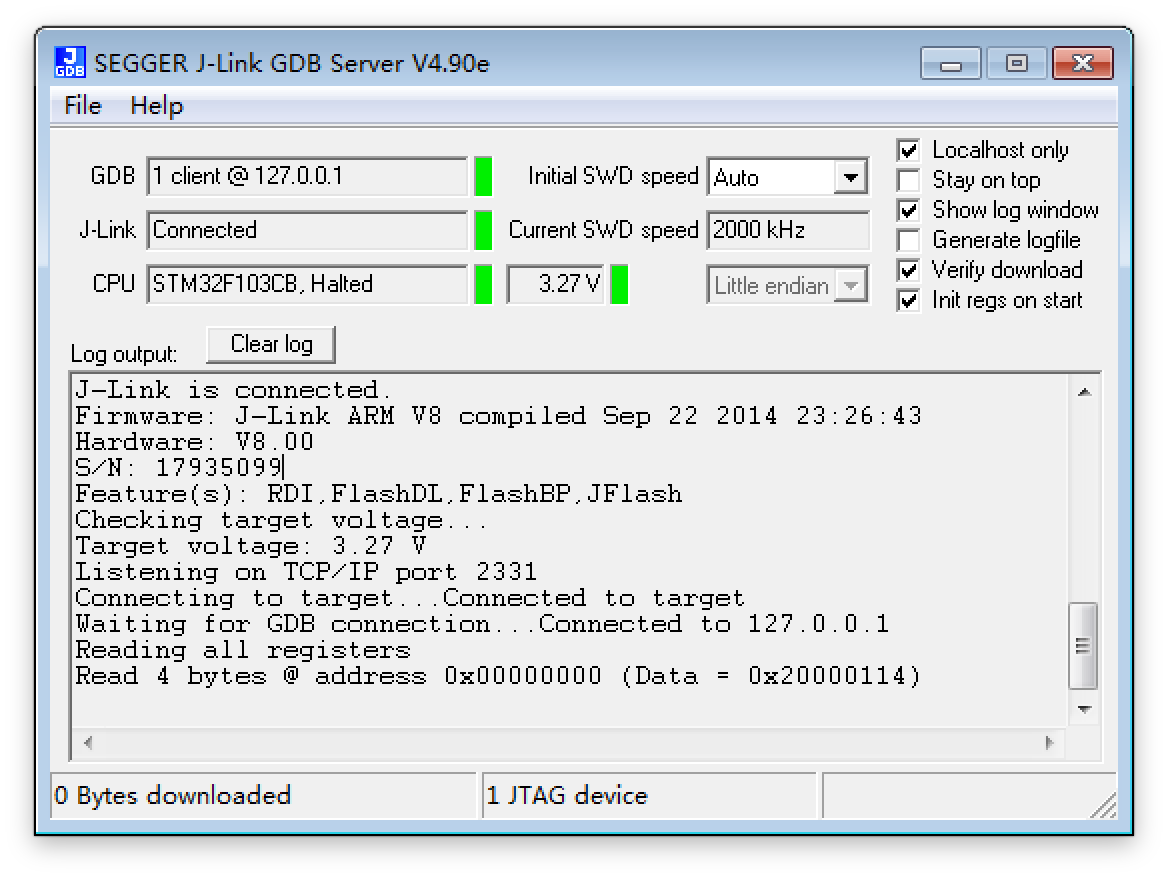 J GDB SEGGER J-Link GDB Server V4.90e
File Help
GDB 1 client @ 127.0.0.1 Initial SWD speed Auto
J-Link Connected Current SWD speed 2000 kHz
CPU STM32F103CB, Halted 3.27 V Little endian
Localhost only
Stay on top
Show log window
Generate logfile
Verify download
Init regs on start
Log output: Clear log
J-Link is connected.
Firmware: J-Link ARM V8 compiled Sep 22 2014 23:26:43
Hardware: V8.00
S/N: 17935099
Feature(s): RDI,FlashDL,FlashBP,JFlash
Checking target voltage...
Target voltage: 3.27 V
Listening on TCP/IP port 2331
Connecting to target...Connected to target
Waiting for GDB connection...Connected to 127.0.0.1
Reading all registers
Read 4 bytes @ address 0x00000000 (Data = 0x20000114)
0 Bytes downloaded 1 JTAG device